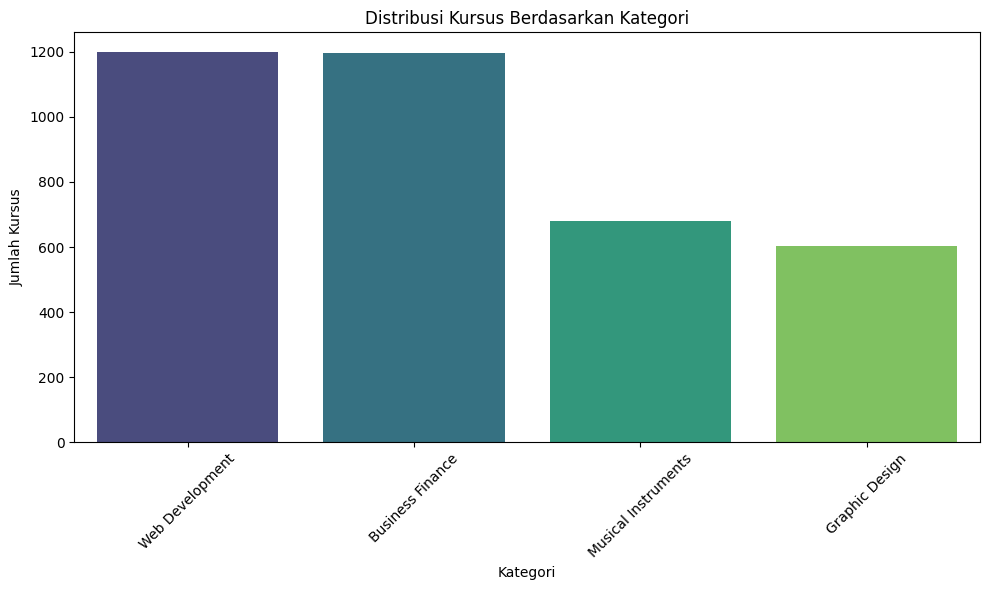 Distribusi Kursus Berdasarkan Kategori
Jumlah Kursus
1200
1000
800
600
400
200
0
Web Development
Business Finance
Musical Instruments
Graphic Design
Kategori